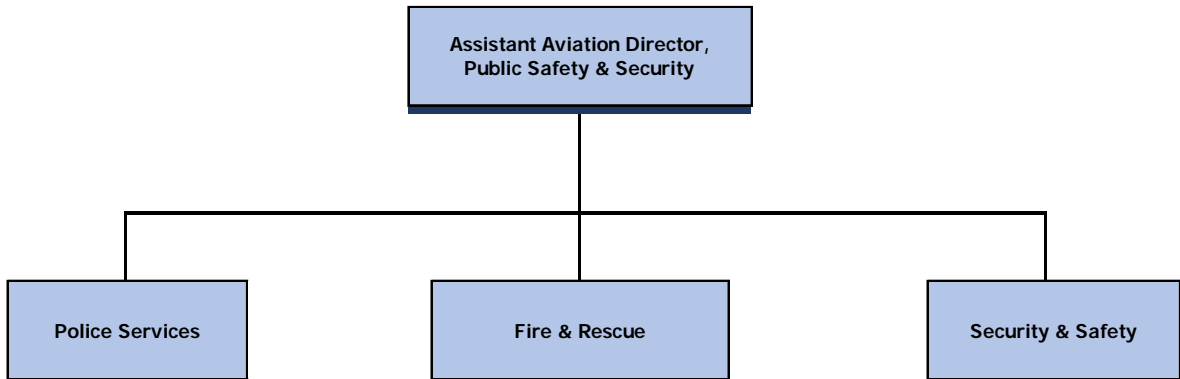 Assistant Aviation Director,
Public Safety & Security
Police Services
Fire & Rescue
Security & Safety